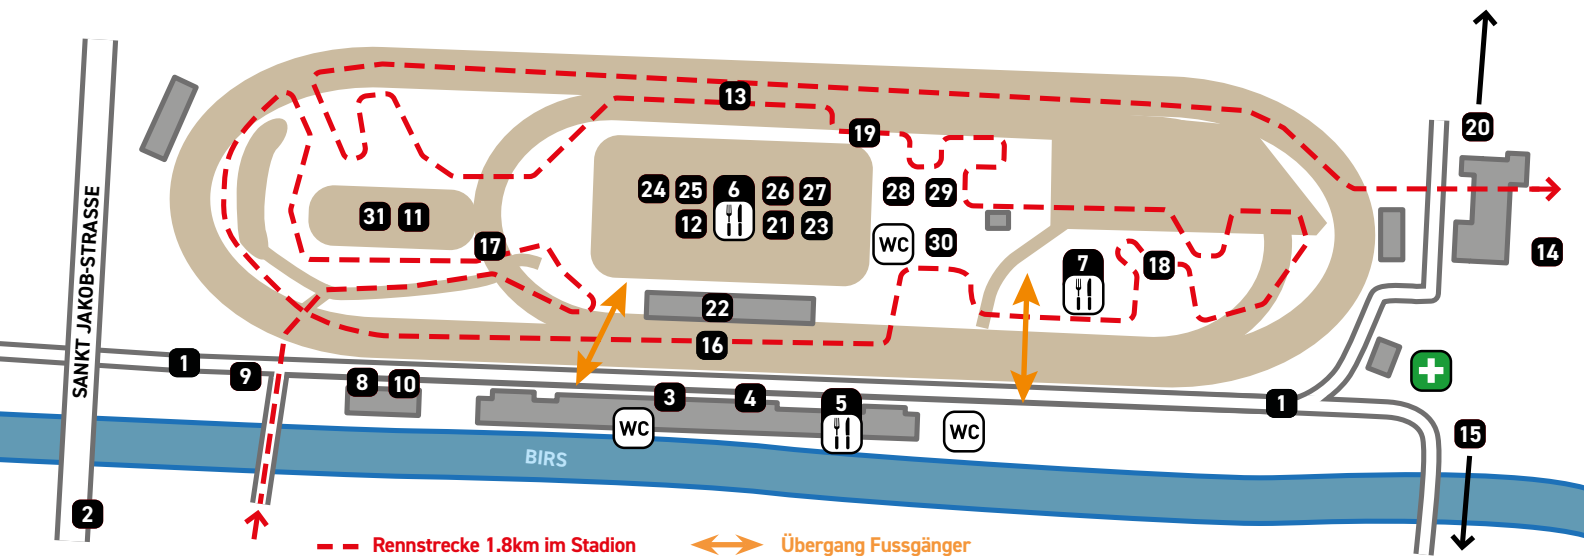 20
13
19
24 25 6 26 27 28 29
12 21 23
31 11
17
WC 30
14
7 18
22
16
SANKT JAKOB-STRASSE
1
9 8 10
3 4 5
1
WC WC
15
BIRS
2
Rennstrecke 1.8km im Stadion
Übergang Fussgänger